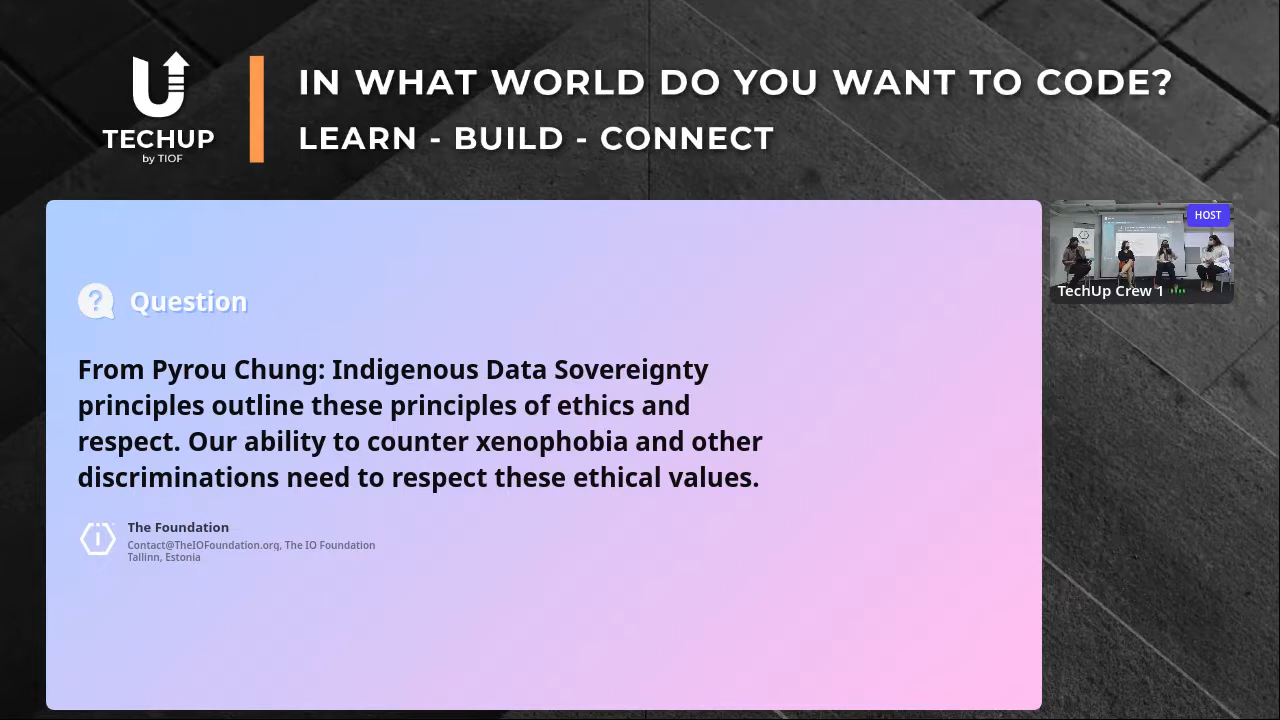 IN WHAT WORLD DO YOU WANT TO CODE?
LEARN - BUILD - CONNECT
TECHUP
by TIOF
HOST
TechUp Crew 1
Question
From Pyrou Chung: Indigenous Data Sovereignty
principles outline these principles of ethics and
respect. Our ability to counter xenophobia and other
discriminations need to respect these ethical values.
The Foundation
Contact@TheIOFoundation.org, The IO Foundation
Tallinn, Estonia